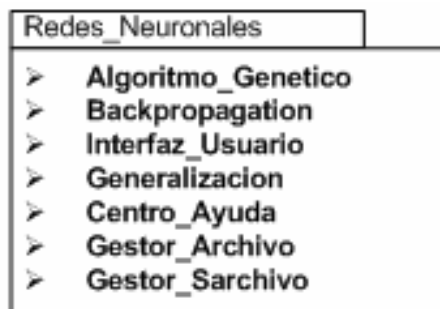 Redes_Neuronales
➢ Algoritmo_Genetico
➢ Backpropagation
➢ Interfaz_Usuario
➢ Generalizacion
➢ Centro_Ayuda
➢ Gestor_Archivo
➢ Gestor_Sarchivo